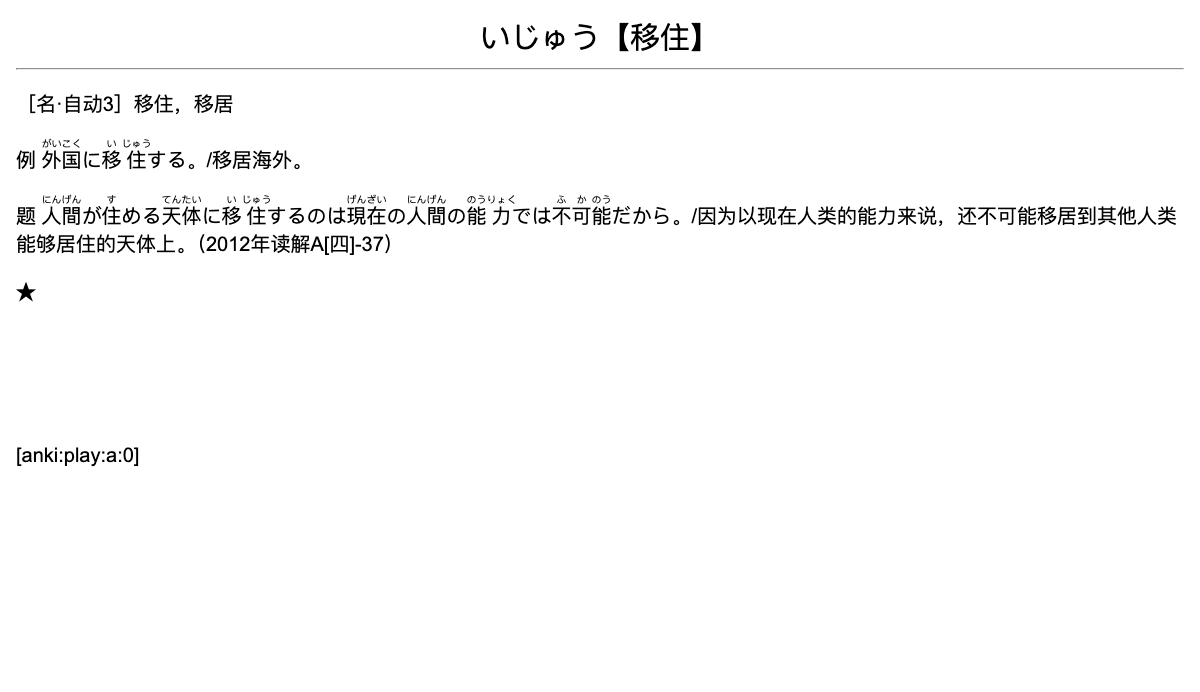 いじゅう【移住】
［名·自动3］移住，移居
がいこく い じゅう
例 外国に移 住する。/移居海外。
にんげん す てんたい い じゅう げんざい にんげん のうりょく ふ か のう
题 人間が住める天体に移 住するのは現在の人間の能 力では不可能だから。/因为以现在人类的能力来说，还不可能移居到其他人类
能够居住的天体上。（2012年读解A[四]-37）
★
[anki:play:a:0]